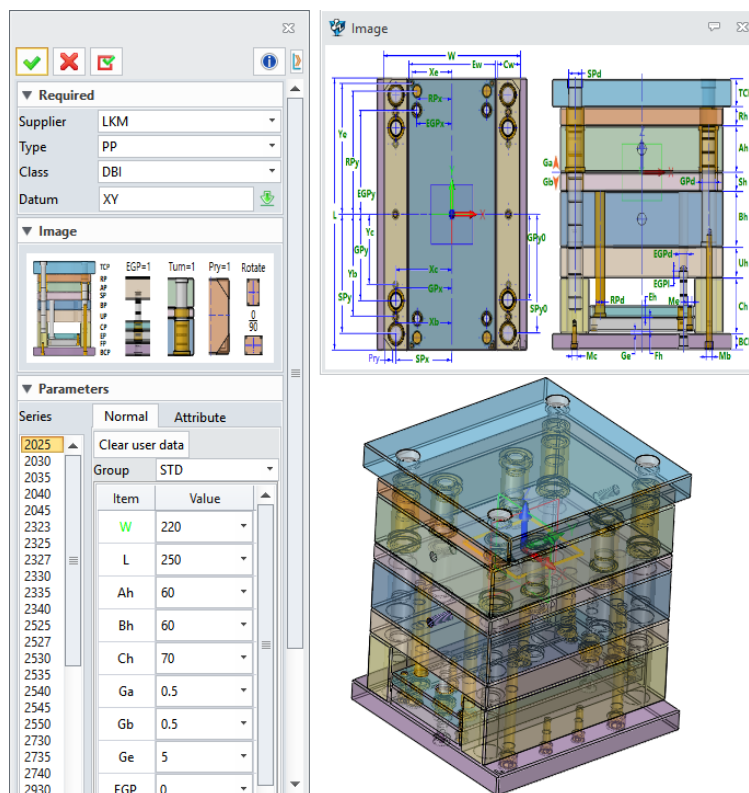 Required
Supplier LKM
Type PP
Class DBI
Datum XY
Image
TCP EGP=1 Turn=1 Pry=1 Rotate
RP
AP
SP
BP
UP
CP 0
EP 90
FP
BCP
Parameters
Series Normal Attribute
2025 Clear user data
2030
2035 Group STD
2040
2045 Item Value
2323
2325 W 220
2327
2330 L 250
2335
2340 Ah 60
2525
2527 Bh 60
2530
2535 Ch 70
2540
2545 Ga 0.5
2550
2730 Gb 0.5
2735 Ge 5
2740
2930 EGP 0
Image
W
Ew Cw
Xe
RPx
EGPx
Ye
RPy
EGPy
L
Yc
GPy
Yb
SPy
GPy0
SPy0
Xc
GPx
Xb
Pry SPx
X
SPd
TCP
Rh
Ah
Ga
Gb
GPd
Sh
Bh
EGPd
Uh
EGPl
RPd Eh Me
Ch
Mc Ge Fh Mb
BCP